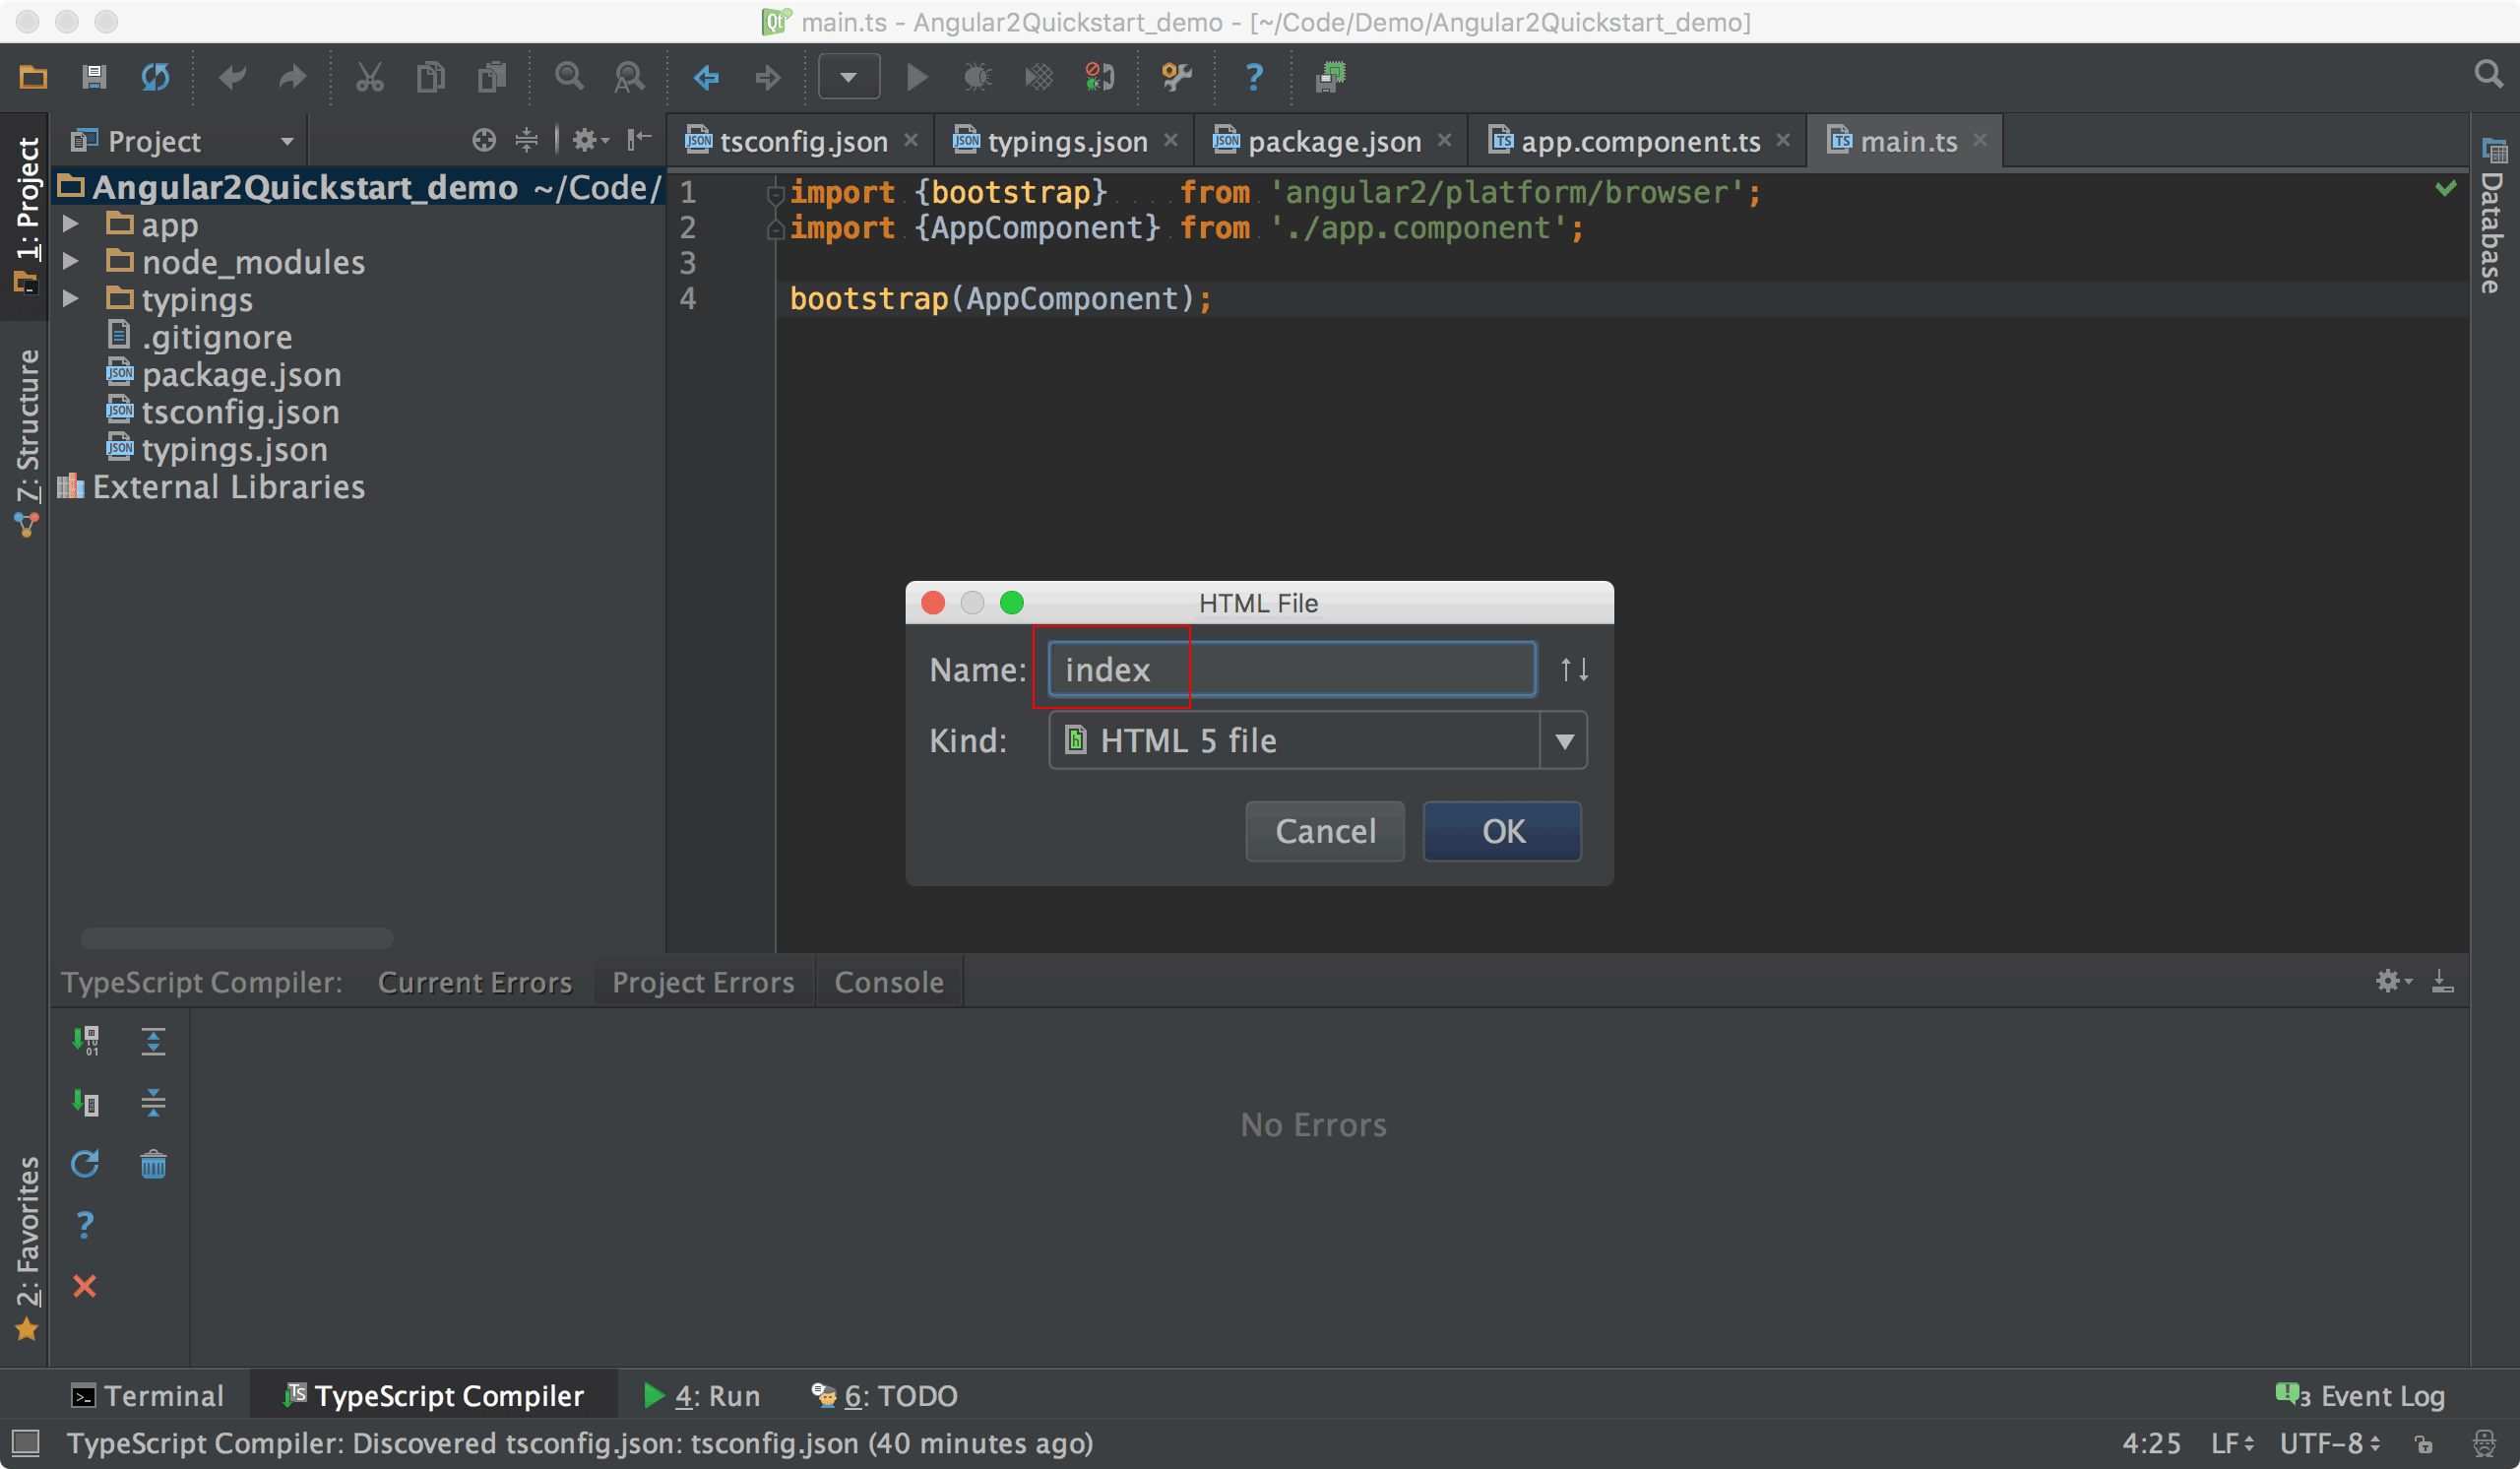 main.ts - Angular2Quickstart_demo - [~/Code/Demo/Angular2Quickstart_demo]
1: Project
7: Structure
2: Favorites
Project
Angular2Quickstart_demo ~/Code/
app
node_modules
typings
.gitignore
package.json
tsconfig.json
typings.json
External Libraries
tsconfig.json
typings.json
package.json
app.component.ts
main.ts
1 import {bootstrap} from 'angular2/platform/browser';
2 import {AppComponent} from './app.component';
3
4 bootstrap(AppComponent);
Database
HTML File
Name: index
Kind: HTML 5 file
Cancel OK
TypeScript Compiler: Current Errors Project Errors Console
No Errors
Terminal TypeScript Compiler 4: Run 6: TODO 3 Event Log
TypeScript Compiler: Discovered tsconfig.json: tsconfig.json (40 minutes ago) 4:25 LF UTF-8